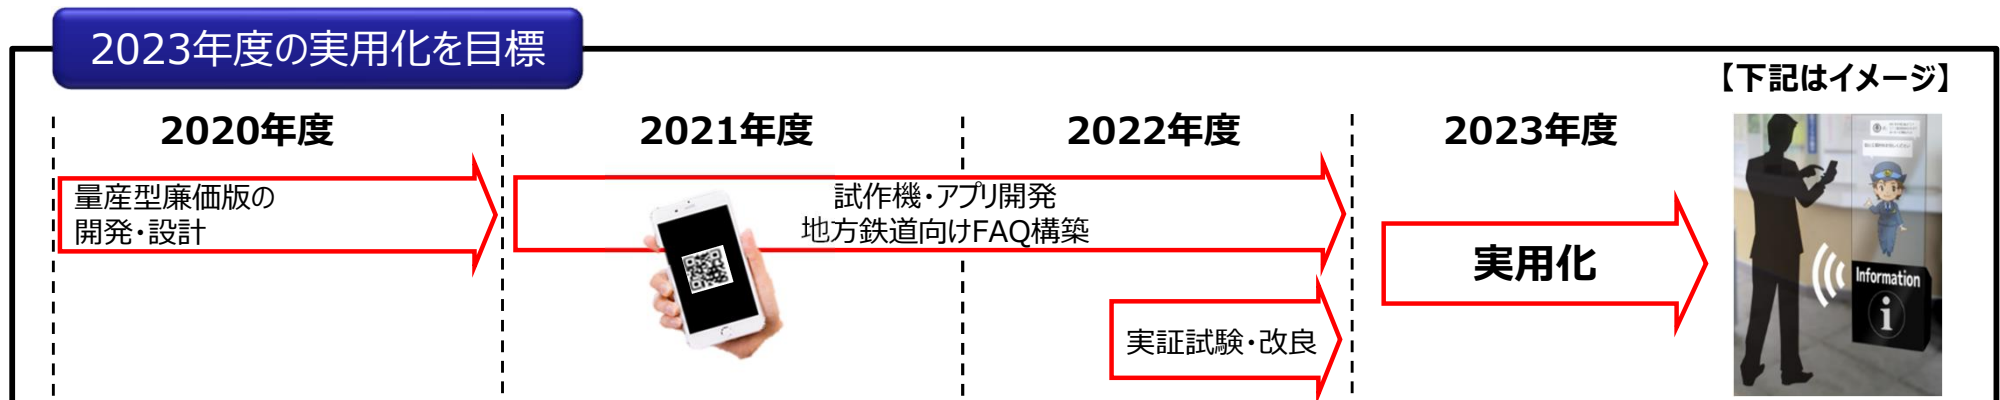 2023年度の実用化を目標
【下記はイメージ】
2020年度
2021年度
2022年度
2023年度
量産型廉価版の
開発・設計
試作機・アプリ開発
地方鉄道向けFAQ構築
実用化
実証試験・改良
Information
i